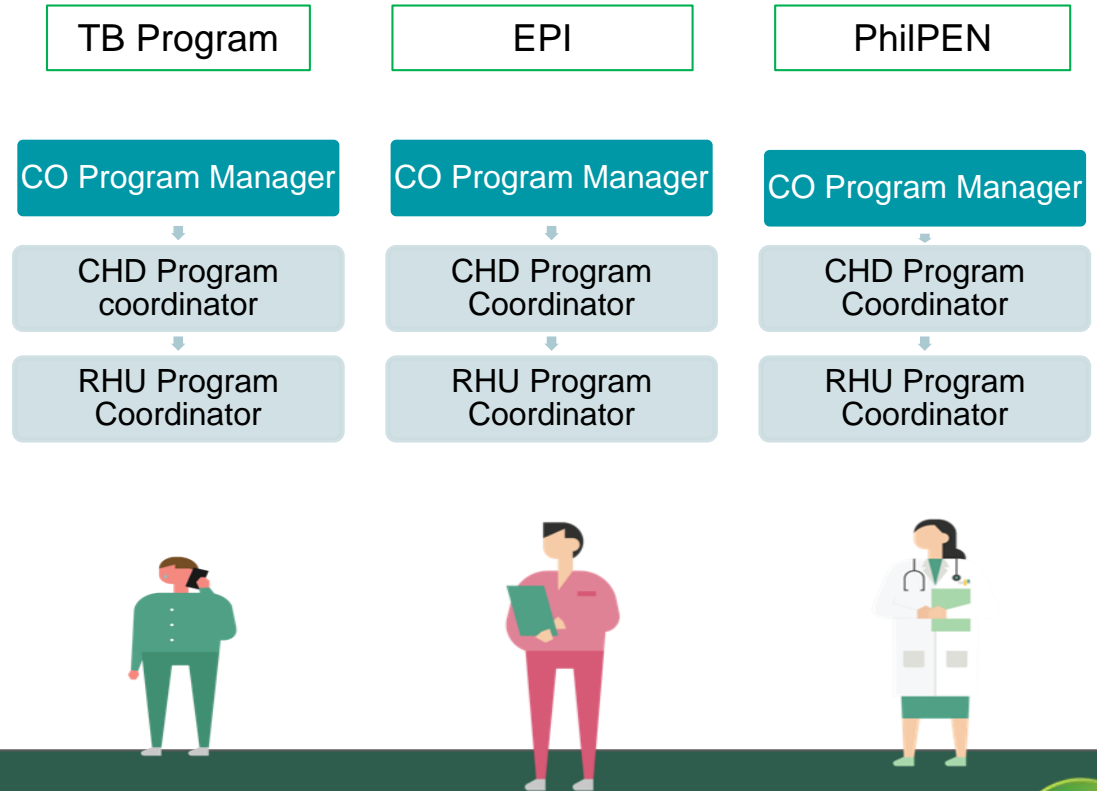 TB Program
EPI
PhilPEN
CO Program Manager
CO Program Manager
CO Program Manager
CHD Program
coordinator
CHD Program
Coordinator
CHD Program
Coordinator
RHU Program
Coordinator
RHU Program
Coordinator
RHU Program
Coordinator